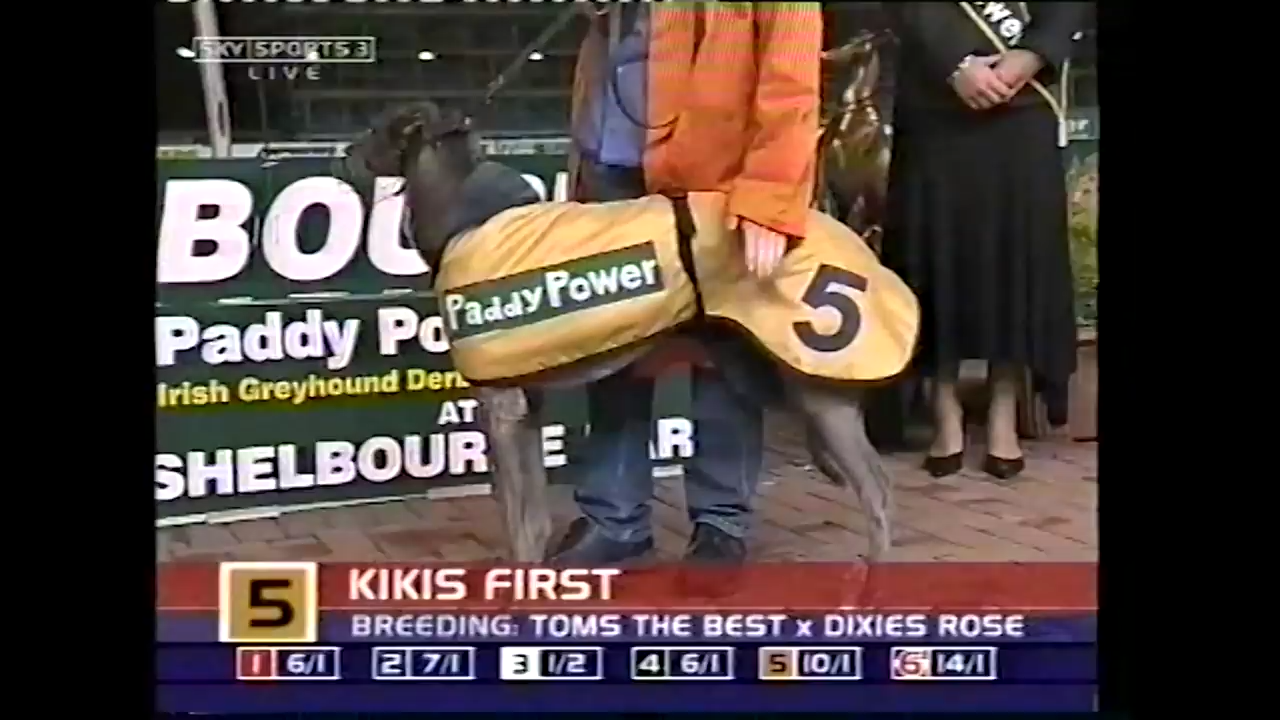 SKY SPORTS 3
LIVE
wer
BOU
Paddy Power
5
Paddy Po
Irish Greyhound Der
AT
SHELBOUR E AR
5 KIKIS FIRST
BREEDING: TOMS THE BEST x DIXIES ROSE
1 6/1 2 7/1 3 1/2 4 6/1 5 10/1 6 14/1